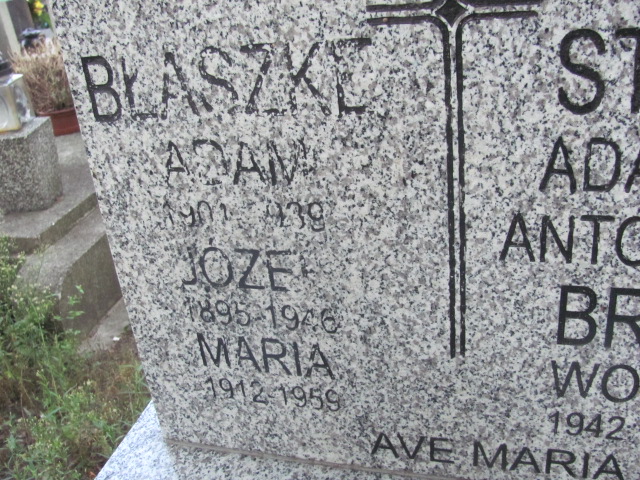 BŁASZKE
ADAM
1901-1939
JÓZEF
1895-1946
MARIA
1912-1959
ST
ADA
ANTO
BR
WO
1942-
AVE MARIA